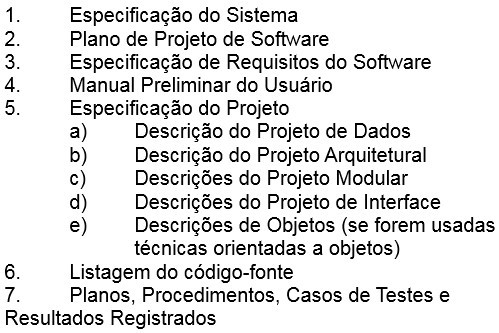 1. Especificação do Sistema
2. Plano de Projeto de Software
3. Especificação de Requisitos do Software
4. Manual Preliminar do Usuário
5. Especificação do Projeto
a) Descrição do Projeto de Dados
b) Descrição do Projeto Arquitetural
c) Descrições do Projeto Modular
d) Descrições do Projeto de Interface
e) Descrições de Objetos (se forem usadas
técnicas orientadas a objetos)
6. Listagem do código-fonte
7. Planos, Procedimentos, Casos de Testes e
Resultados Registrados